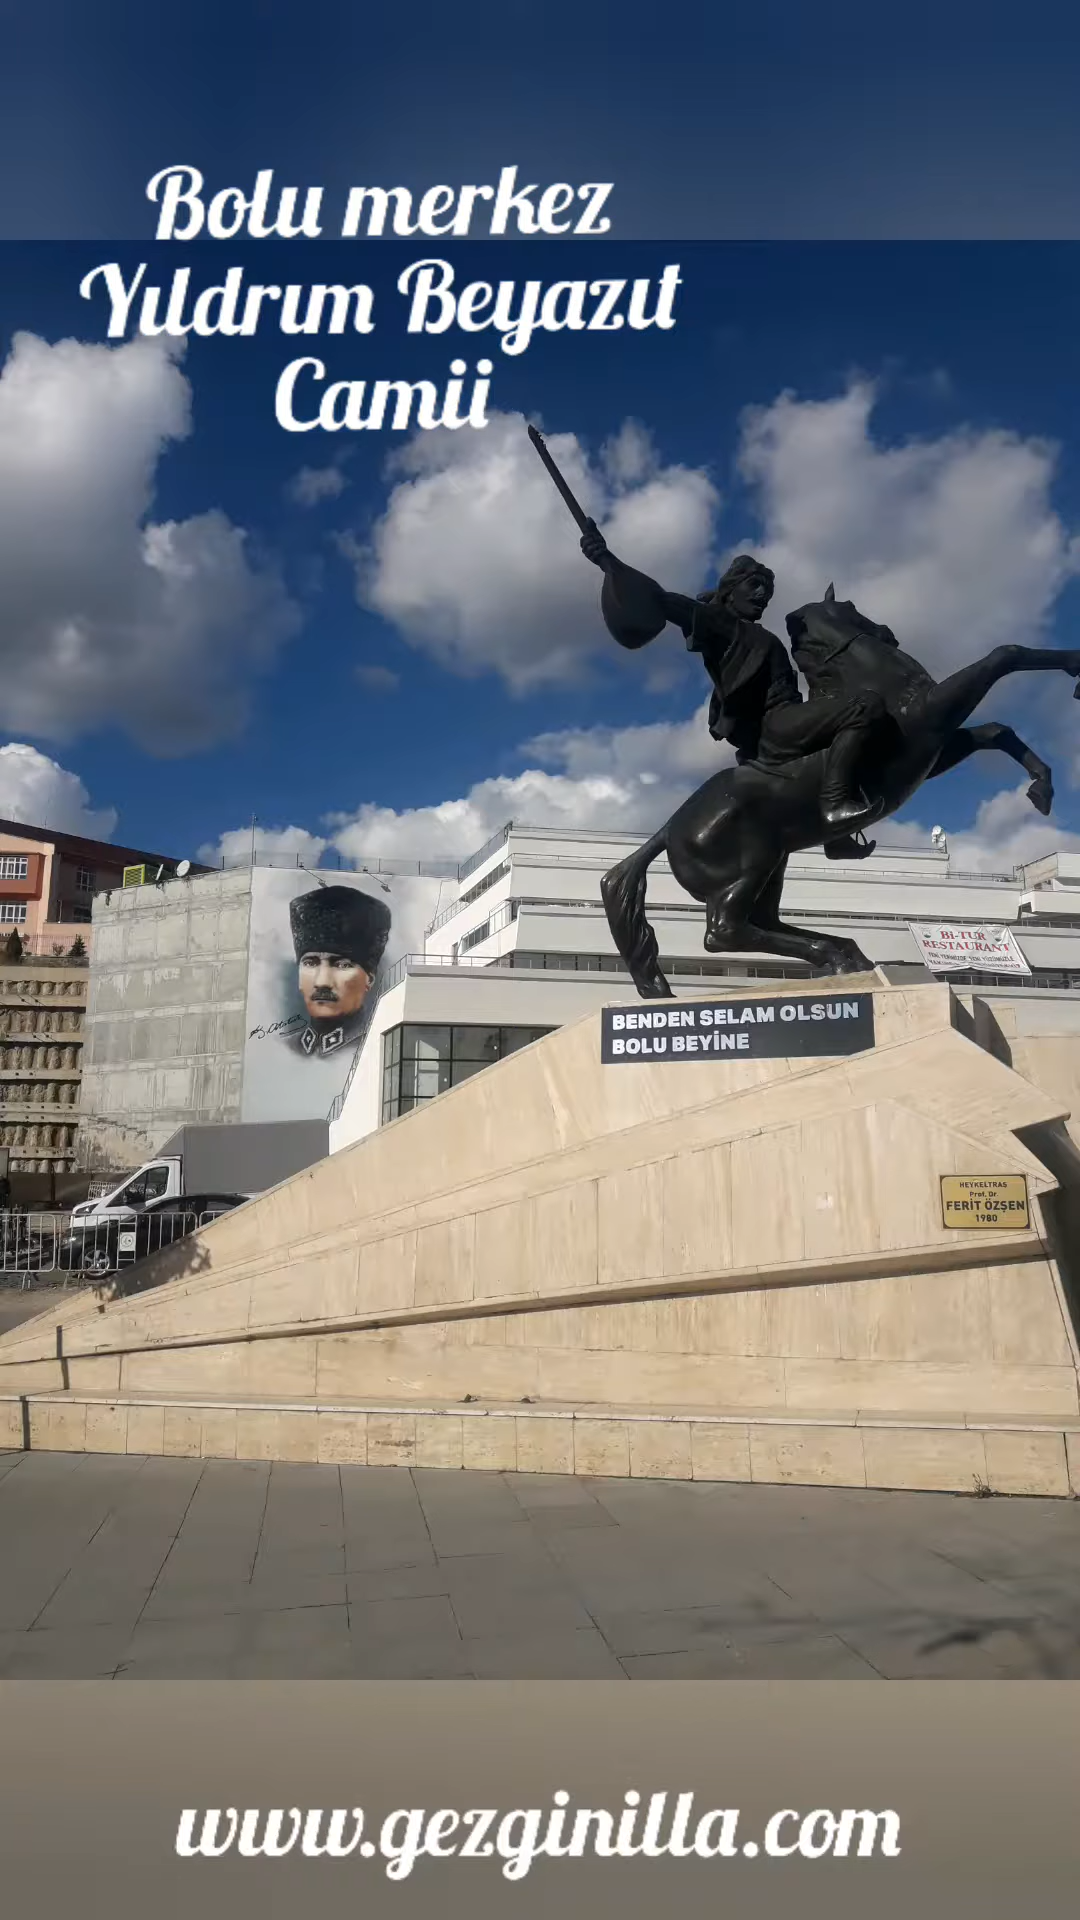 Bolu merkez
Yıldrım Beyazıt
Camii
BI-TUR
RESTAURANT
BENDEN SELAM OLSUN
BOLU BEYİNE
HEYKELTRAŞ
Prof. Dr.
FERİT ÖZŞEN
1980
www.gezginilla.com